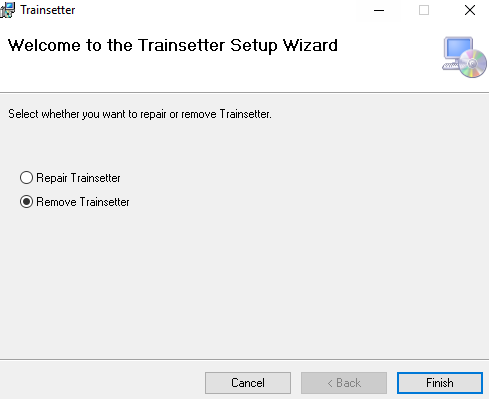 Trainsetter
Welcome to the Trainsetter Setup Wizard
Select whether you want to repair or remove Trainsetter.
Repair Trainsetter
Remove Trainsetter
Cancel
< Back
Finish